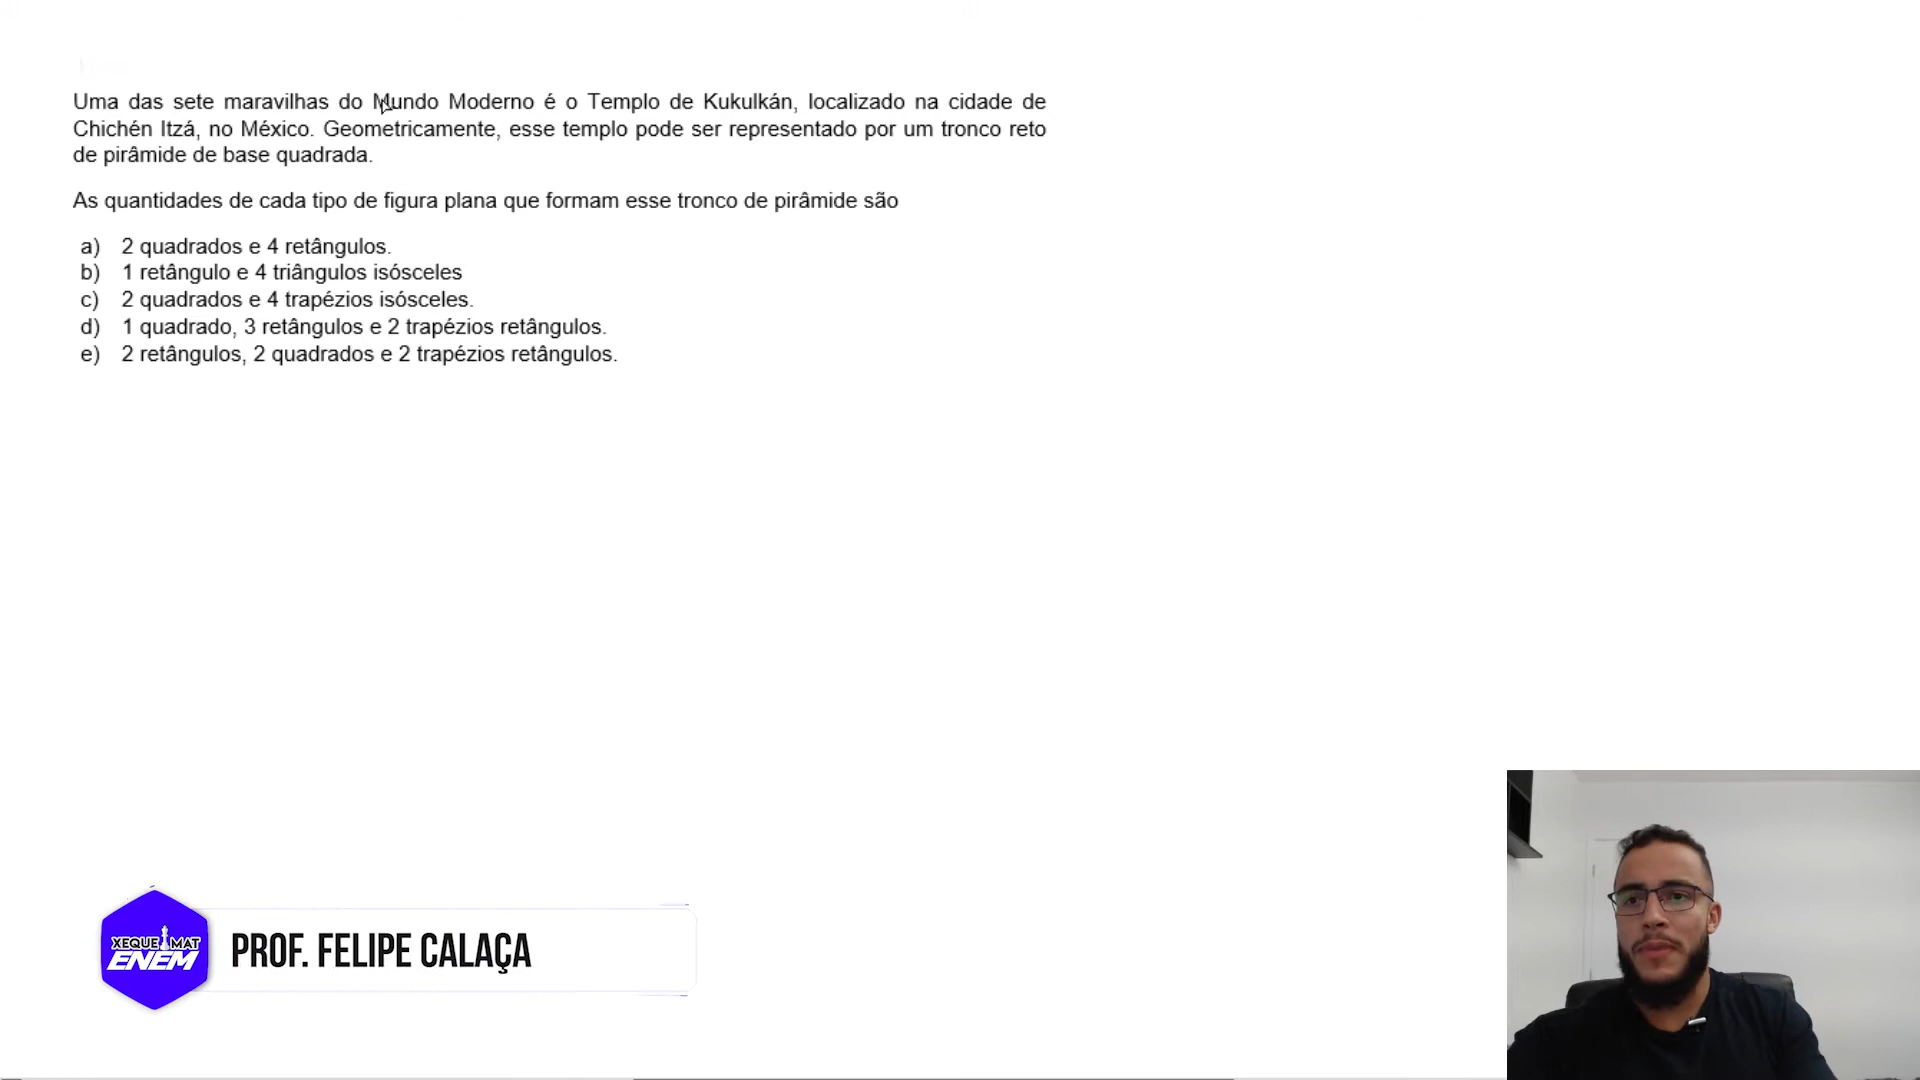 Uma das sete maravilhas do Mundo Moderno é o Templo de Kukulkán, localizado na cidade de
Chichén Itzá, no México. Geometricamente, esse templo pode ser representado por um tronco reto
de pirâmide de base quadrada.
As quantidades de cada tipo de figura plana que formam esse tronco de pirâmide são
a) 2 quadrados e 4 retângulos.
b) 1 retângulo e 4 triângulos isósceles
c) 2 quadrados e 4 trapézios isósceles.
d) 1 quadrado, 3 retângulos e 2 trapézios retângulos.
e) 2 retângulos, 2 quadrados e 2 trapézios retângulos.
XEQUE MAT
ENEM
PROF. FELIPE CALAÇA